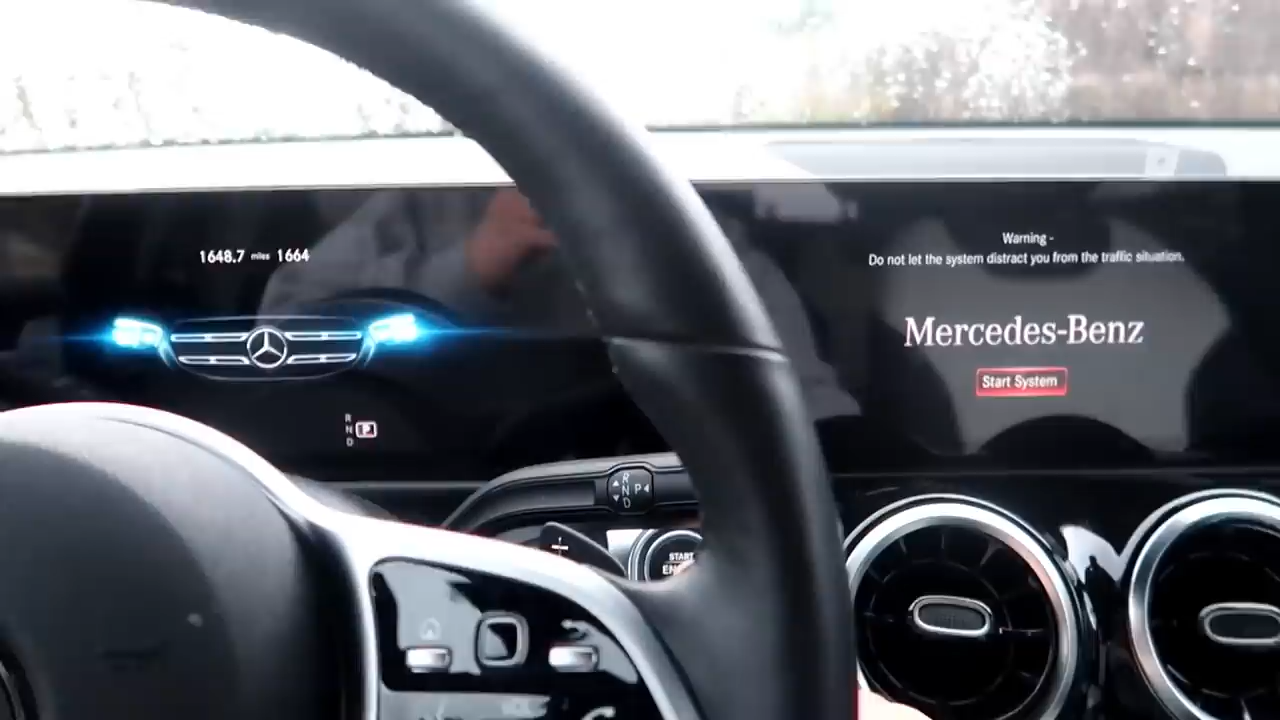 1648.7 miles 1664
R
N P
D
Warning -
Do not let the system distract you from the traffic situation.
Mercedes-Benz
Start System
R
N P
D
START